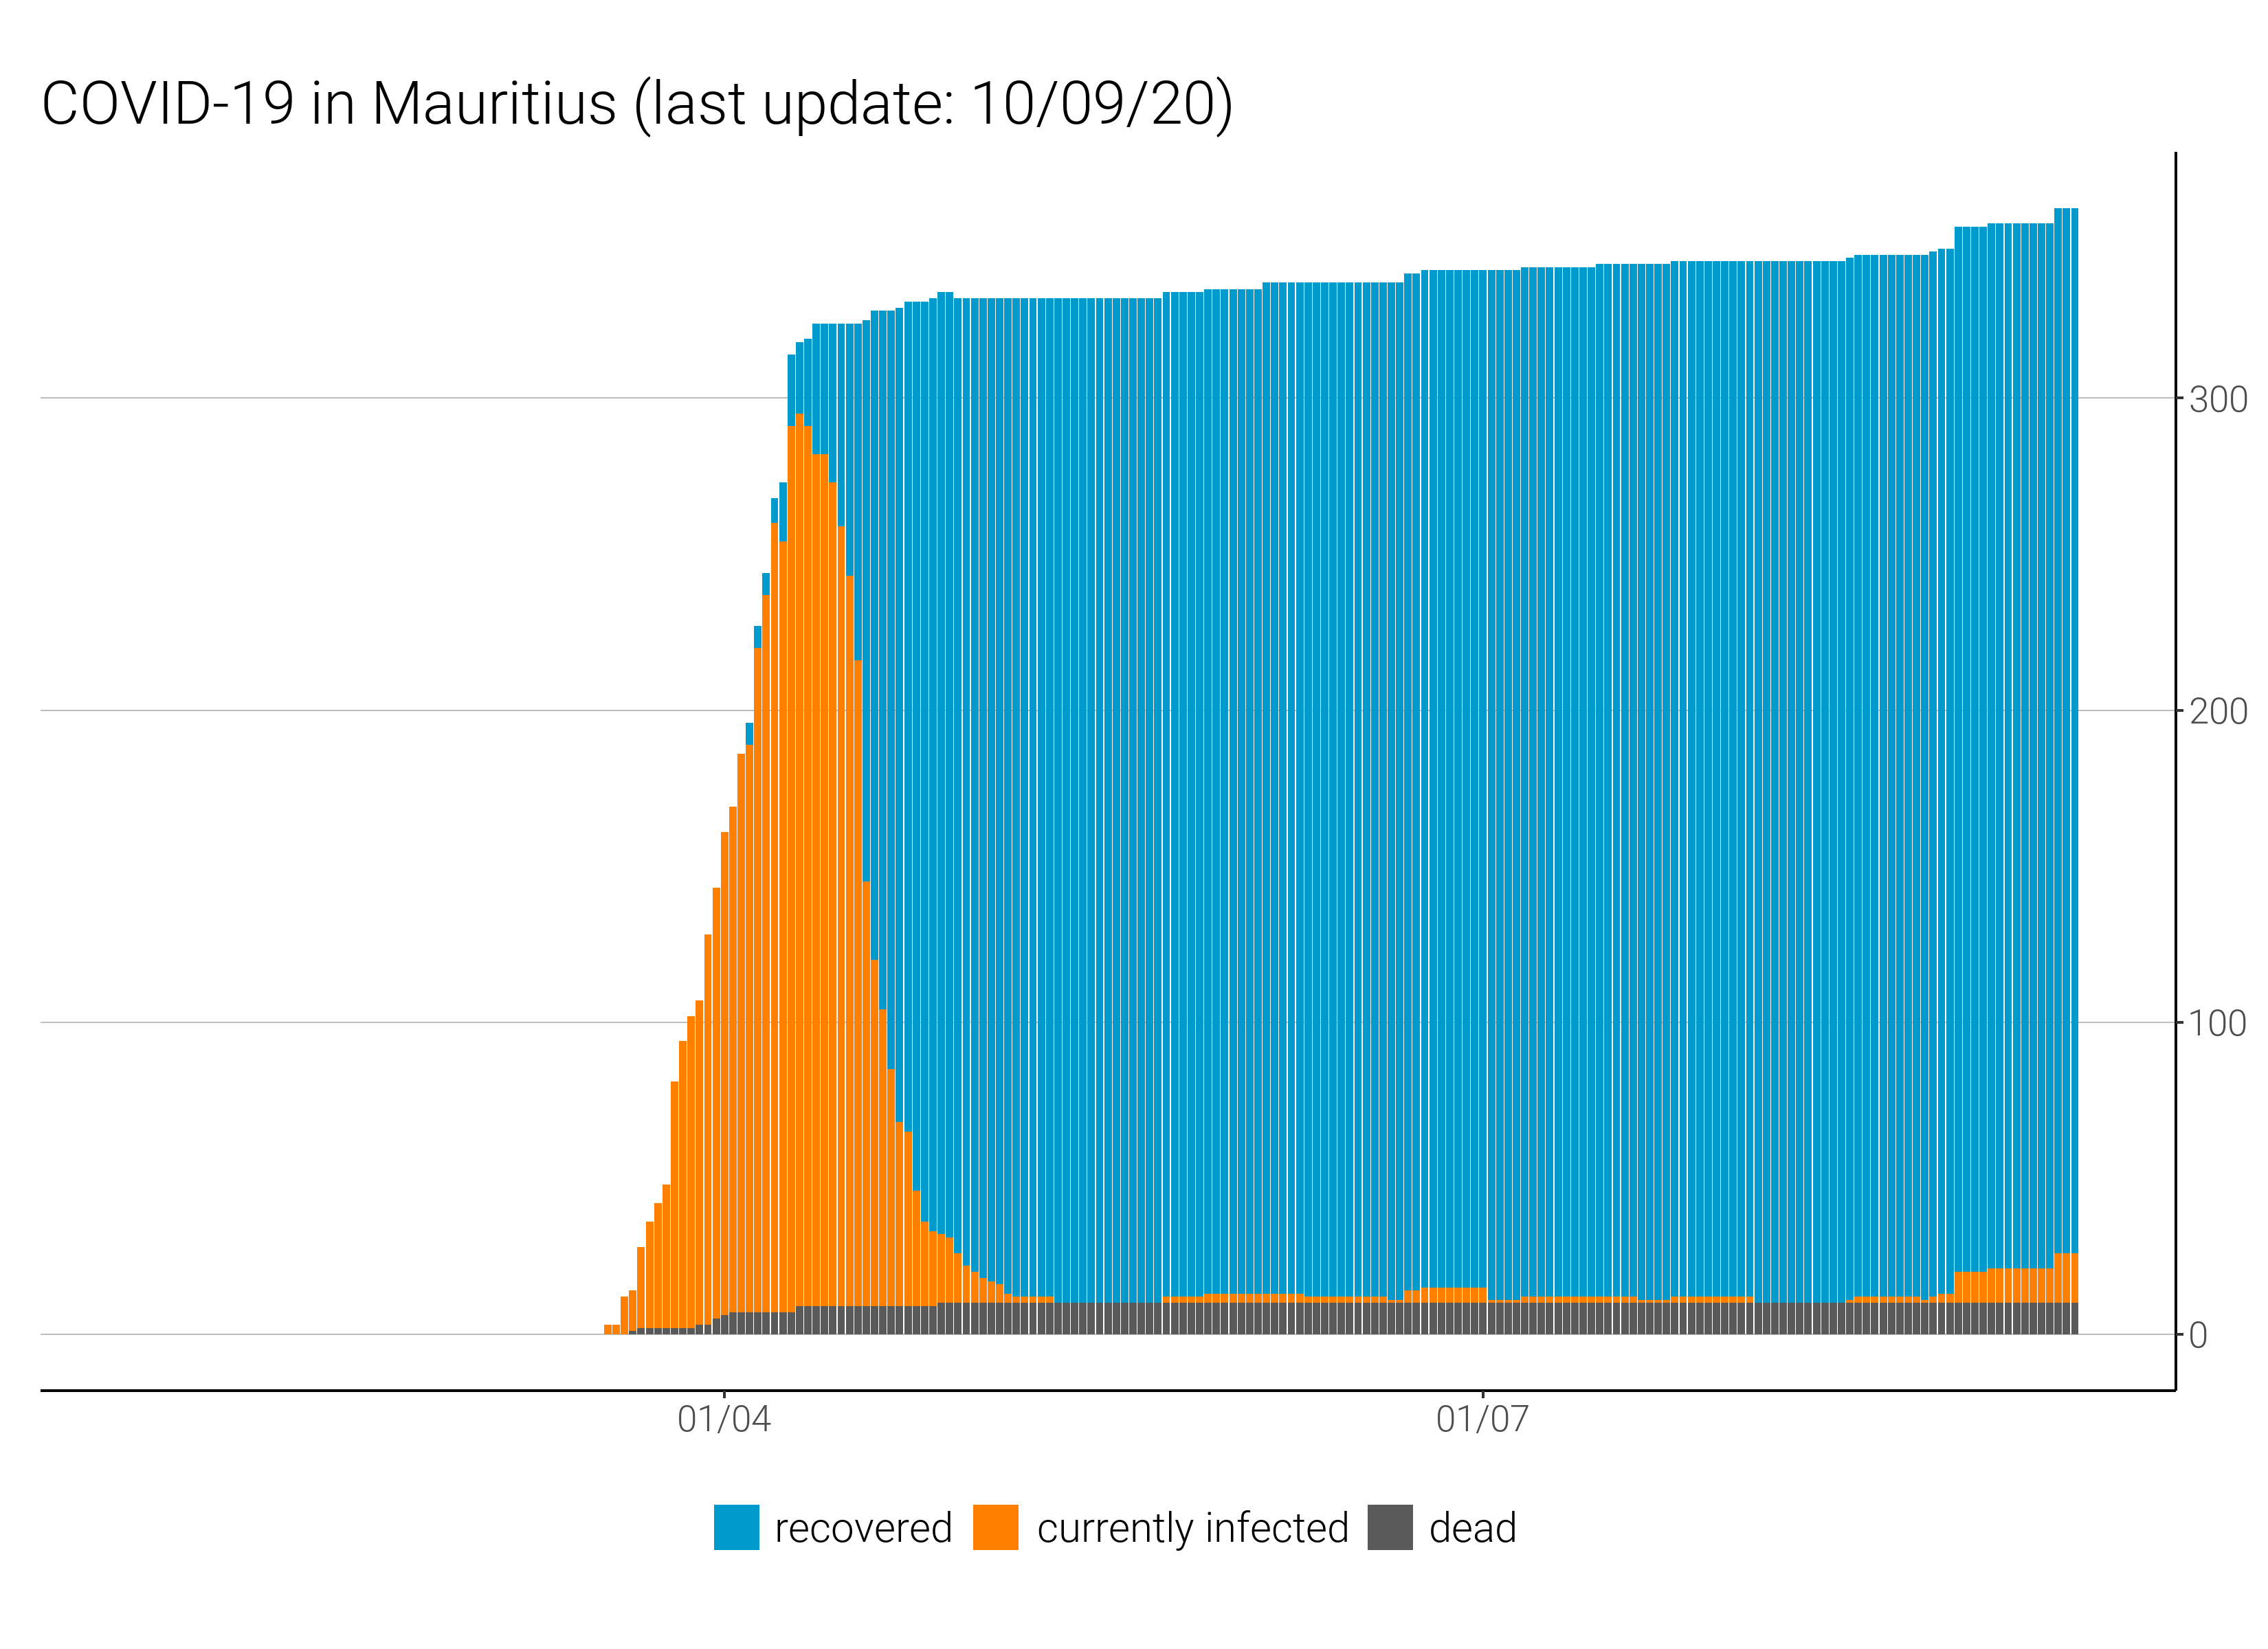 COVID-19 in Mauritius (last update: 10/09/20)
300
200
100
0
01/04 01/07
recovered currently infected dead